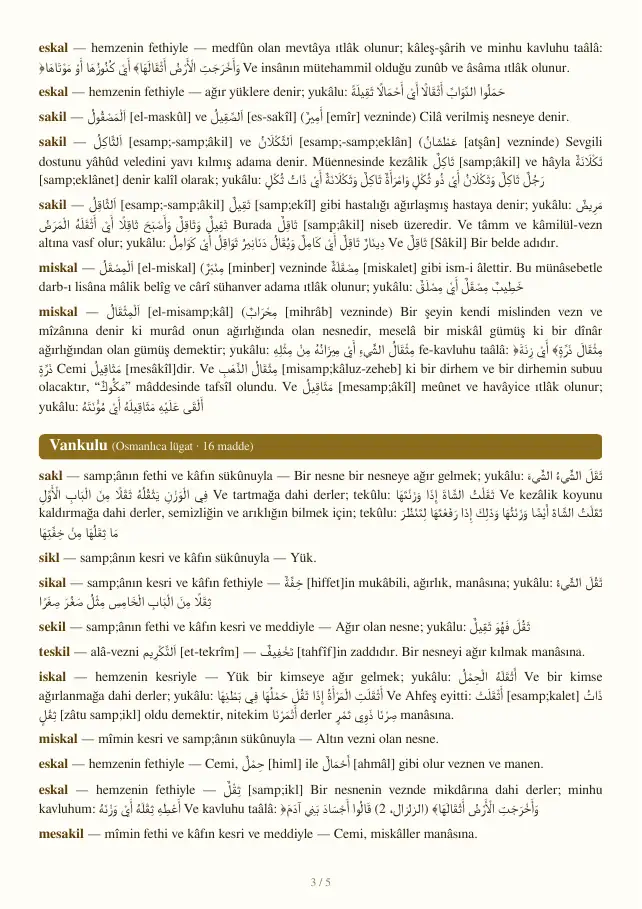 eskal — hemzenin fethiyle — medfûn olan mevtâya ıtlâk olunur; kâleş-şârih ve minhu kavluhu taâlâ:
﴿وَأَخْرَجَتِ الْأَرْضُ أَثْقَالَهَا﴾ أَيْ كُنُوزُهَا أَوْ مَوْتَاهَا Ve insanın mütehammil olduğu zunûb ve âsâma ıtlâk olunur.
eskal — hemzenin fethiyle — ağır yüklere denir; yukâlu: حَمَلُوا الدَّوَابَّ أَثْقَالًا أَيْ أَحْمَالًا ثَقِيلَةً
sakil — اَلْمَصْقُولُ [el-maskûl] ve اَلصَّقِيلُ [es-sakîl] (أَمِيرٌ [emîr] vezninde) Cilâ verilmiş nesneye denir.
sakil — اَلثَّاكِلُ [esamp;-samp;âkil] ve اَلثَّكْلَانُ [esamp;-samp;eklân] (عَطْشَانُ [atşân] vezninde) Sevgili
dostunu yâhûd veledini yavı kılmış adama denir. Müennesinde kezâlik ثَاكِلٌ [samp;âkil] ve hâyla ثَكْلَانَةٌ
[samp;eklânet] denir kalîl olarak; yukâlu: رَجُلٌ ثَاكِلٌ وَثَكْلَانُ أَيْ ذُو ثُكْلٍ وَامْرَأَةٌ ثَاكِلٌ وَثَكْلَانَةٌ أَيْ ذَاتُ ثُكْلٍ
sakil — اَلثَّاقِلُ [esamp;-samp;âkil] ثَقِيلٌ [samp;ekîl] gibi hastalığı ağırlaşmış hastaya denir; yukâlu: مَرِيضٌ
ثَقِيلٌ وَثَاقِلٌ وَأَصْبَحَ ثَاقِلًا أَيْ أَثْقَلَهُ الْمَرَضُ Burada ثَاقِلٌ [samp;âkil] niseb üzeredir. Ve tâmm ve kâmilül-vezn
altına vasf olur; yukâlu: دِينَارٌ ثَاقِلٌ أَيْ كَامِلٌ وَيُقَالُ دَنَانِيرُ ثَوَاقِلُ أَيْ كَوَامِلُ Ve ثَاقِلٌ [Sâkil] Bir belde adıdır.
miskal — اَلْمِصْقَلُ [el-miskal] (مِنْبَرٌ [minber] vezninde مِصْقَلَةٌ [miskalet] gibi ism-i âlettir. Bu münâsebetle
darb-ı lisâna mâlik belîg ve cârî sühanver adama ıtlâk olunur; yukâlu: خَطِيبٌ مِصْقَلٌ أَيْ مِصْلَقٌ
miskal — اَلْمِثْقَالُ [el-misamp;kâl] (مِحْرَابٌ [mihrâb] vezninde) Bir şeyin kendi mislinden vezn ve
mîzânına denir ki murâd onun ağırlığında olan nesnedir, meselâ bir miskâl gümüş ki bir dînâr
ağırlığından olan gümüş demektir; yukâlu: مِثْقَالُ الشَّيْءِ أَيْ مِيزَانُهُ مِنْ مِثْلِهِ fe-kavluhu taâlâ: ﴿مِثْقَالَ ذَرَّةٍ﴾ أَيْ زِنَةَ
ذَرَّةٍ Cemi مَثَاقِيلُ [mesâkîl]dir. Ve مِثْقَالُ الذَّهَبِ [misamp;kâluz-zeheb] ki bir dirhem ve bir dirhemin subuu
olacaktır, “مَكُّوكٌ” mâddesinde tafsîl olundu. Ve مَثَاقِيلُ [mesamp;âkîl] meûnet ve havâyice ıtlâk olunur;
yukâlu: أَلْقَى عَلَيْهِ مَثَاقِيلَهُ أَيْ مُؤْنَتَهُ
Vankulu (Osmanlıca lügat · 16 madde)
sakl — samp;ânın fethi ve kâfın sükûnuyla — Bir nesne bir nesneye ağır gelmek; yukâlu: ثَقَلَ الشَّيْءُ الشَّيْءَ
فِي الْوَزْنِ يَثْقُلُهُ ثَقْلًا مِنَ الْبَابِ الْأَوَّلِ Ve tartmağa dahi derler; tekûlu: ثَقَلْتُ الشَّاةَ إِذَا وَزَنْتَهَا Ve kezâlik koyunu
kaldırmağa dahi derler, semizliğin ve arıklığın bilmek için; tekûlu: ثَقَلْتُ الشَّاةَ أَيْضًا وَزَنْتُهَا وَذَلِكَ إِذَا رَفَعْتَهَا لِتَنْظُرَ
مَا ثِقَلُهَا مِنْ خِفَّتِهَا
sikl — samp;ânın kesri ve kâfın sükûnuyla — Yük.
sikal — samp;ânın kesri ve kâfın fethiyle — خِفَّةٌ [hiffet]in mukâbili, ağırlık, manâsına; yukâlu: ثَقُلَ الشَّيْءُ
ثِقَلًا مِنَ الْبَابِ الْخَامِسِ مِثْلُ صَغُرَ صِغَرًا
sekil — samp;ânın fethi ve kâfın kesri ve meddiyle — Ağır olan nesne; yukâlu: ثَقُلَ فَهُوَ ثَقِيلٌ
teskil — alâ-vezni اَلتَّكْرِيم [et-tekrîm] — تَخْفِيفٌ [tahfîf]in zaddıdır. Bir nesneyi ağır kılmak manâsına.
iskal — hemzenin kesriyle — Yük bir kimseye ağır gelmek; yukâlu: أَثْقَلَهُ الْحِمْلُ Ve bir kimse
ağırlanmağa dahi derler; yukâlu: أَثْقَلَتِ الْمَرْأَةُ إِذَا ثَقُلَ حَمْلُهَا فِي بَطْنِهَا Ve Ahfeş eyitti: أَثْقَلَتْ [esamp;kalet] ذَاتُ
ثِقْلٍ [zâtu samp;ikl] oldu demektir, nitekim أَتْمَرْنَا derler صِرْنَا ذَوِي تَمْرٍ manâsına.
miskal — mîmin kesri ve samp;ânın sükûnuyla — Altın vezni olan nesne.
eskal — hemzenin fethiyle — Cemi, حِمْلٌ [himl] ile أَحْمَالٌ [ahmâl] gibi olur veznen ve manen.
eskal — hemzenin fethiyle — ثِقْلٌ [samp;ikl] Bir nesnenin veznde mikdârına dahi derler; minhu
kavluhum: أَعْطِهِ ثِقْلَهُ أَيْ وَزْنَهُ Ve kavluhu taâlâ: ﴿وَأَخْرَجَتِ الْأَرْضُ أَثْقَالَهَا﴾ (الزلزال، 2) قَالُوا أَجْسَادَ بَنِي آدَمَ
mesakil — mîmin fethi ve kâfın kesri ve meddiyle — Cemi, miskâller manâsına.
3 / 5